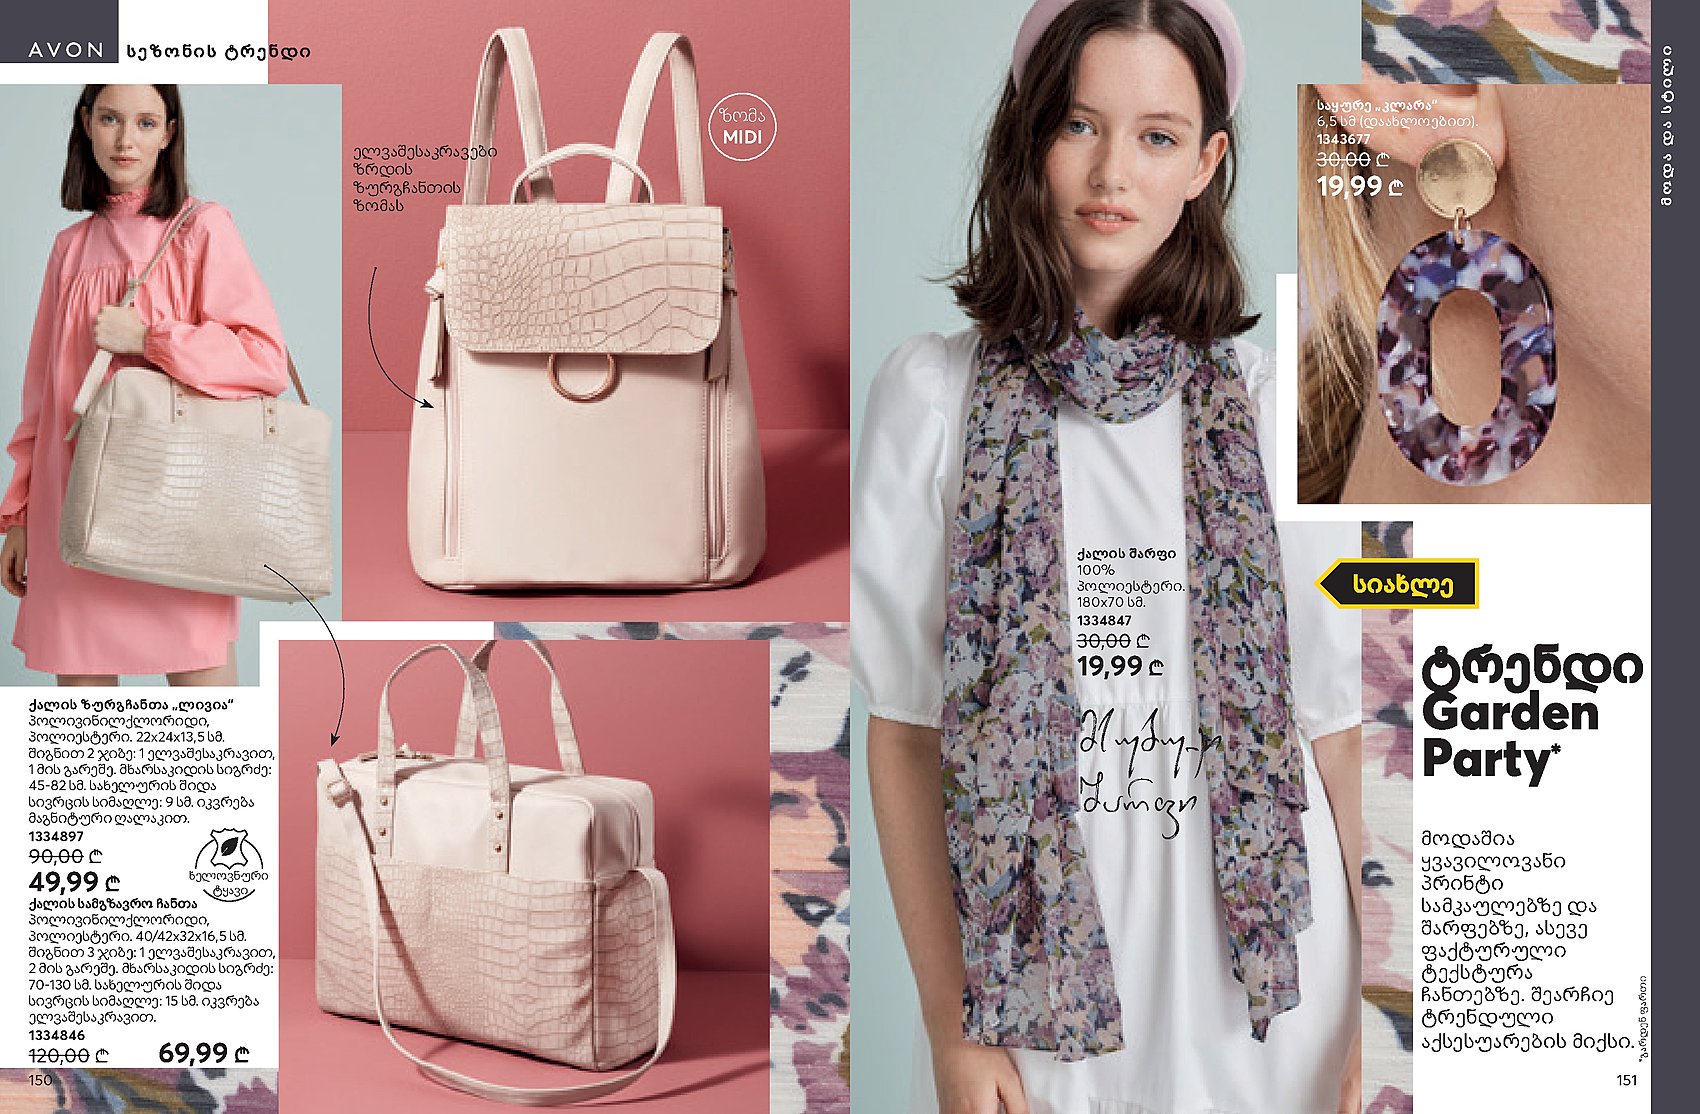 AVON სეზონის ტრენდი
ელვაშესაკრავები
ზრდის
ზურგჩანთის
ზომას
ზომა
MIDI
ქალის ზურგჩანთა „ლივია“
პოლივინილქლორიდი,
პოლიესტერი. 22x24x13,5 სმ.
შიგნით 2 ჯიბე: 1 ელვაშესაკრავით,
1 მის გარეშე. მხარსაკიდის სიგრძე:
45-82 სმ. სახელურის შიდა
სივრცის სიმაღლე: 9 სმ. იკვრება
მაგნიტური ღალაკით.
1334897
90,00 ₾
49,99 ₾
ხელოვნური
ტყავი
ქალის სამგზავრო ჩანთა
პოლივინილქლორიდი,
პოლიესტერი. 40/42x32x16,5 სმ.
შიგნით 3 ჯიბე: 1 ელვაშესაკრავით,
2 მის გარეშე. მხარსაკიდის სიგრძე:
70-130 სმ. სახელურის შიდა
სივრცის სიმაღლე: 15 სმ. იკვრება
ელვაშესაკრავით.
1334846
120,00 ₾ 69,99 ₾
150
საყურე „კლარა“
6,5 სმ (დაახლოებით).
1343677
30,00 ₾
19,99 ₾
მოდა და სტილი
ქალის შარფი
100%
პოლიესტერი.
180x70 სმ.
1334847
30,00 ₾
19,99 ₾
მსუბუქი
შარფი
სიახლე
ტრენდი
Garden
Party*
მოდაშია
ყვავილოვანი
პრინტი
სამკაულებზე და
შარფებზე, ასევე
ფაქტურული
ტექსტურა
ჩანთებზე. შეარჩიე
ტრენდული
აქსესუარების მიქსი.
*გარდენ ფართი
151